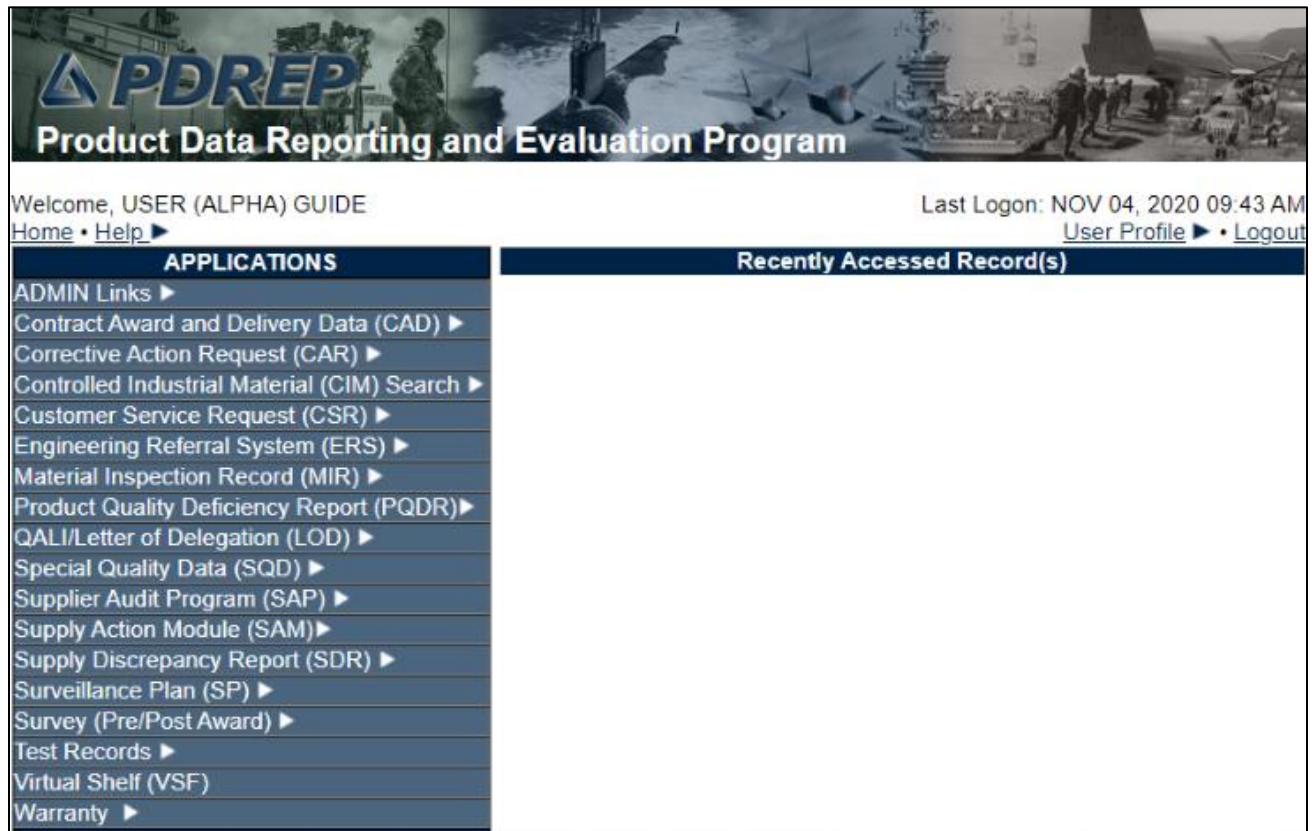 PDREP
Product Data Reporting and Evaluation Program
Welcome, USER (ALPHA) GUIDE
Last Logon: NOV 04, 2020 09:43 AM
Home • Help ▶
User Profile ▶ • Logout
APPLICATIONS
Recently Accessed Record(s)
ADMIN Links ▶
Contract Award and Delivery Data (CAD) ▶
Corrective Action Request (CAR) ▶
Controlled Industrial Material (CIM) Search ▶
Customer Service Request (CSR) ▶
Engineering Referral System (ERS) ▶
Material Inspection Record (MIR) ▶
Product Quality Deficiency Report (PQDR)▶
QALI/Letter of Delegation (LOD) ▶
Special Quality Data (SQD) ▶
Supplier Audit Program (SAP) ▶
Supply Action Module (SAM)▶
Supply Discrepancy Report (SDR) ▶
Surveillance Plan (SP) ▶
Survey (Pre/Post Award) ▶
Test Records ▶
Virtual Shelf (VSF)
Warranty ▶